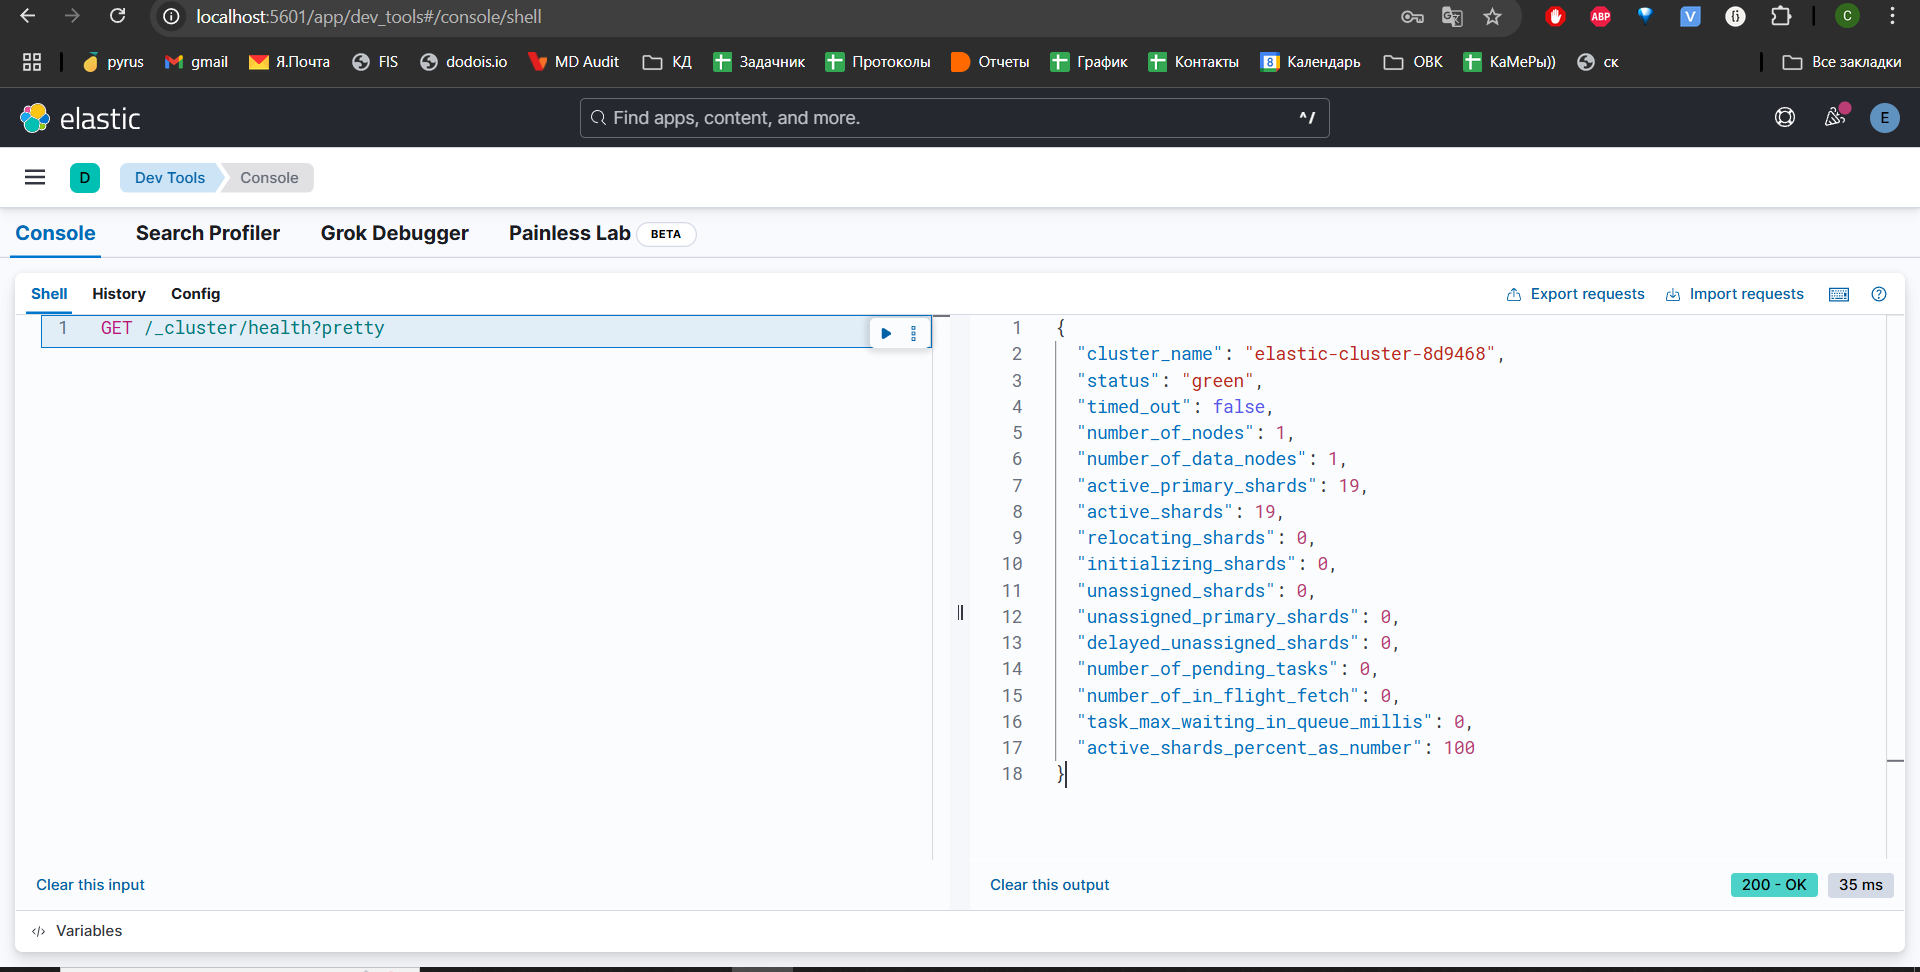 localhost:5601/app/dev_tools#/console/shell
ABP
V
C
pyrus
gmail
Я.Почта
FIS
dodois.io
MD Audit
КД
Задачник
Протоколы
Отчеты
График
Контакты
8
Календарь
ОВК
КаМеРы))
ск
Все закладки
elastic
Find apps, content, and more.
^/
E
D
Dev Tools
Console
Console
Search Profiler
Grok Debugger
Painless Lab
BETA
Shell
History
Config
Export requests
Import requests
1 GET /_cluster/health?pretty
1 {
2 "cluster_name": "elastic-cluster-8d9468",
3 "status": "green",
4 "timed_out": false,
5 "number_of_nodes": 1,
6 "number_of_data_nodes": 1,
7 "active_primary_shards": 19,
8 "active_shards": 19,
9 "relocating_shards": 0,
10 "initializing_shards": 0,
11 "unassigned_shards": 0,
12 "unassigned_primary_shards": 0,
13 "delayed_unassigned_shards": 0,
14 "number_of_pending_tasks": 0,
15 "number_of_in_flight_fetch": 0,
16 "task_max_waiting_in_queue_millis": 0,
17 "active_shards_percent_as_number": 100
18 }
Clear this input
Clear this output
200 - OK
35 ms
</> Variables